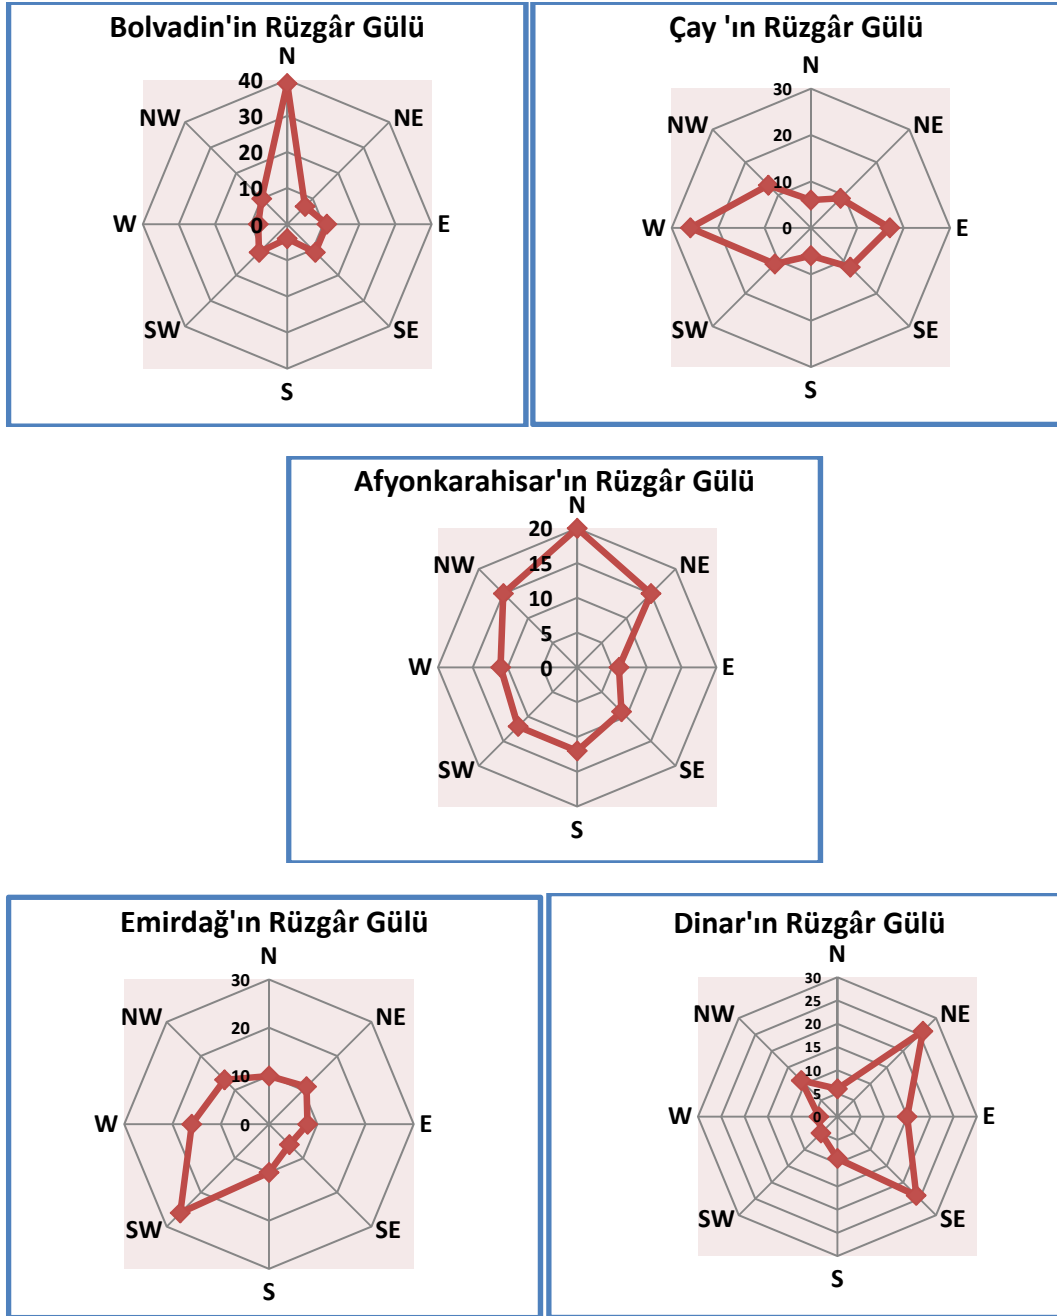 Bolvadin'in Rüzgâr Gülü
N
40
30
20
10
0
NW
NE
W
E
SW
SE
S
Çay 'ın Rüzgâr Gülü
N
30
20
10
0
NW
NE
W
E
SW
SE
S
Afyonkarahisar'ın Rüzgâr Gülü
N
20
15
10
5
0
NW
NE
W
E
SW
SE
S
Emirdağ'ın Rüzgâr Gülü
N
30
20
10
0
NW
NE
W
E
SW
SE
S
Dinar'ın Rüzgâr Gülü
N
30
25
20
15
10
5
0
NW
NE
W
E
SW
SE
S